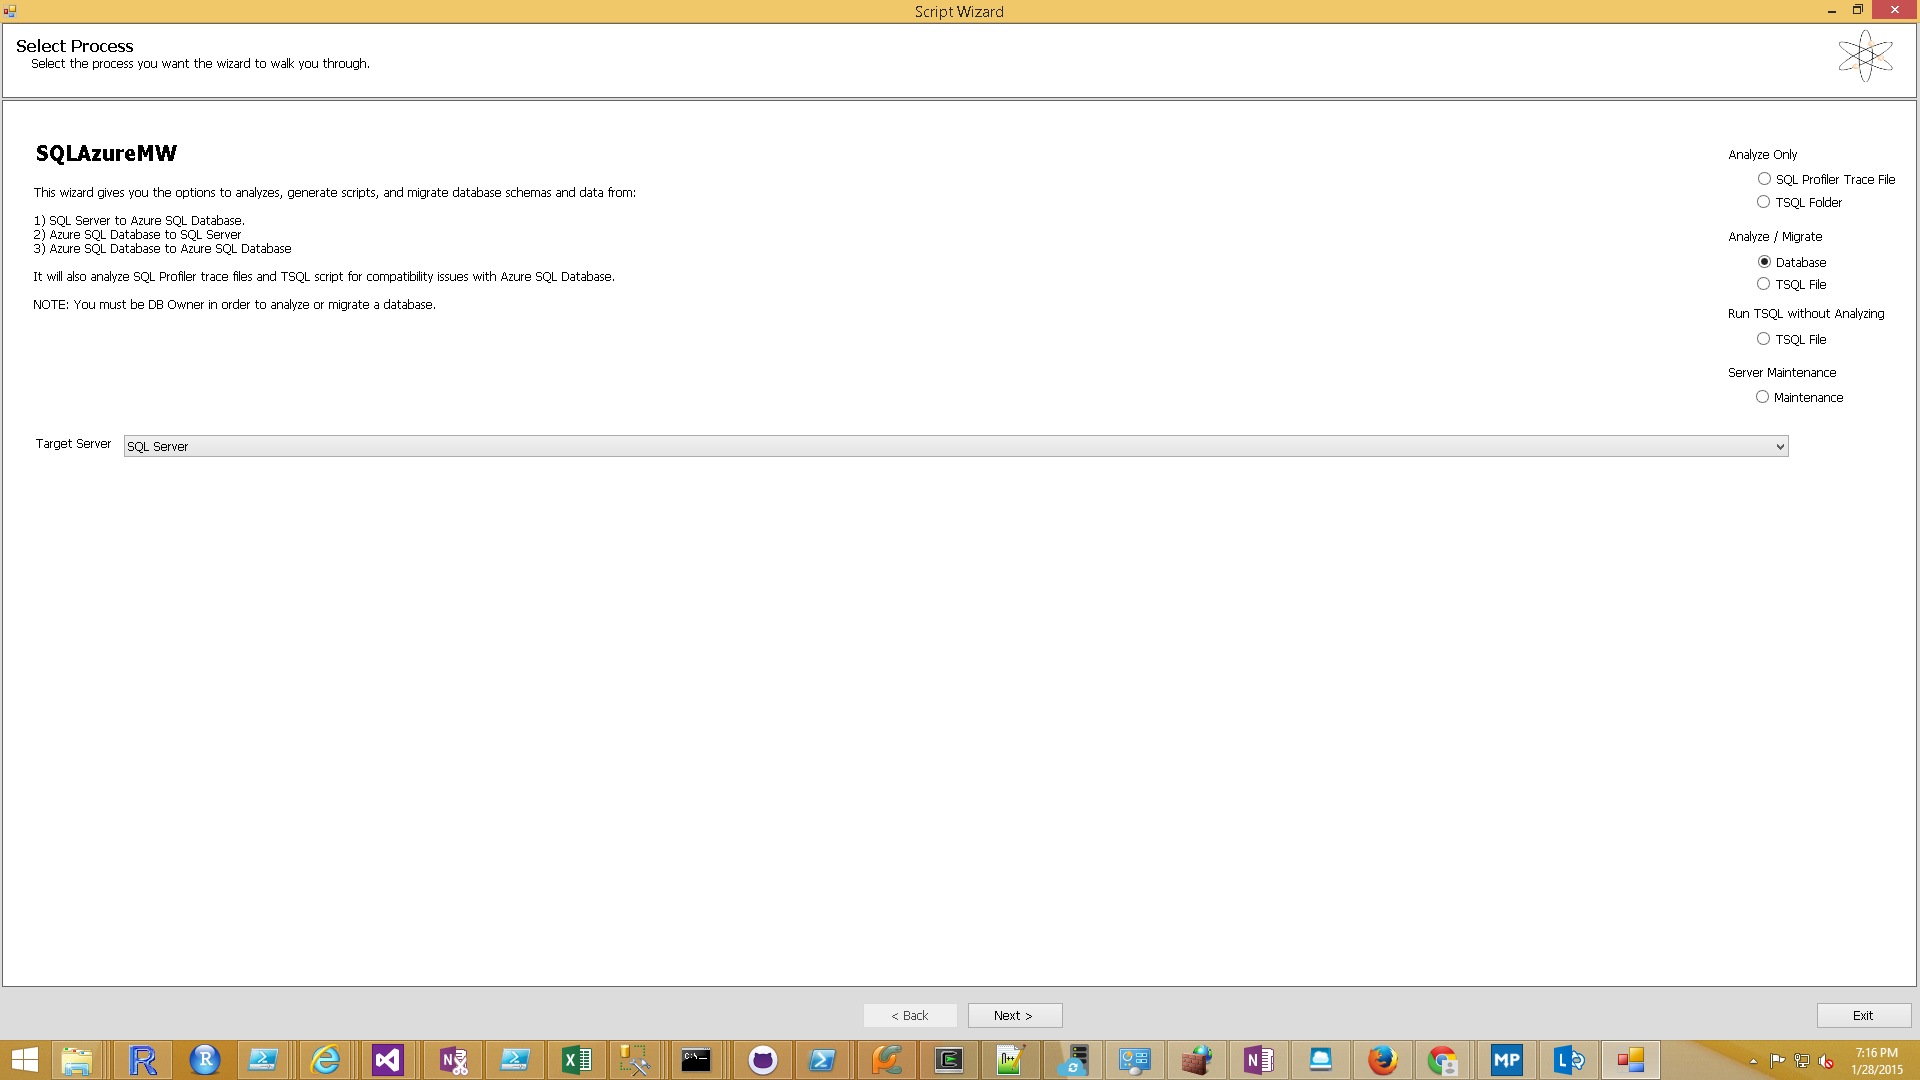 Script Wizard
Select Process
Select the process you want the wizard to walk you through.
SQLAzureMW
This wizard gives you the options to analyzes, generate scripts, and migrate database schemas and data from:
1) SQL Server to Azure SQL Database.
2) Azure SQL Database to SQL Server
3) Azure SQL Database to Azure SQL Database
It will also analyze SQL Profiler trace files and TSQL script for compatibility issues with Azure SQL Database.
NOTE: You must be DB Owner in order to analyze or migrate a database.
Analyze Only
SQL Profiler Trace File
TSQL Folder
Analyze / Migrate
Database
TSQL File
Run TSQL without Analyzing
TSQL File
Server Maintenance
Maintenance
Target Server
SQL Server
< Back
Next >
Exit
7:16 PM
1/28/2015
MP